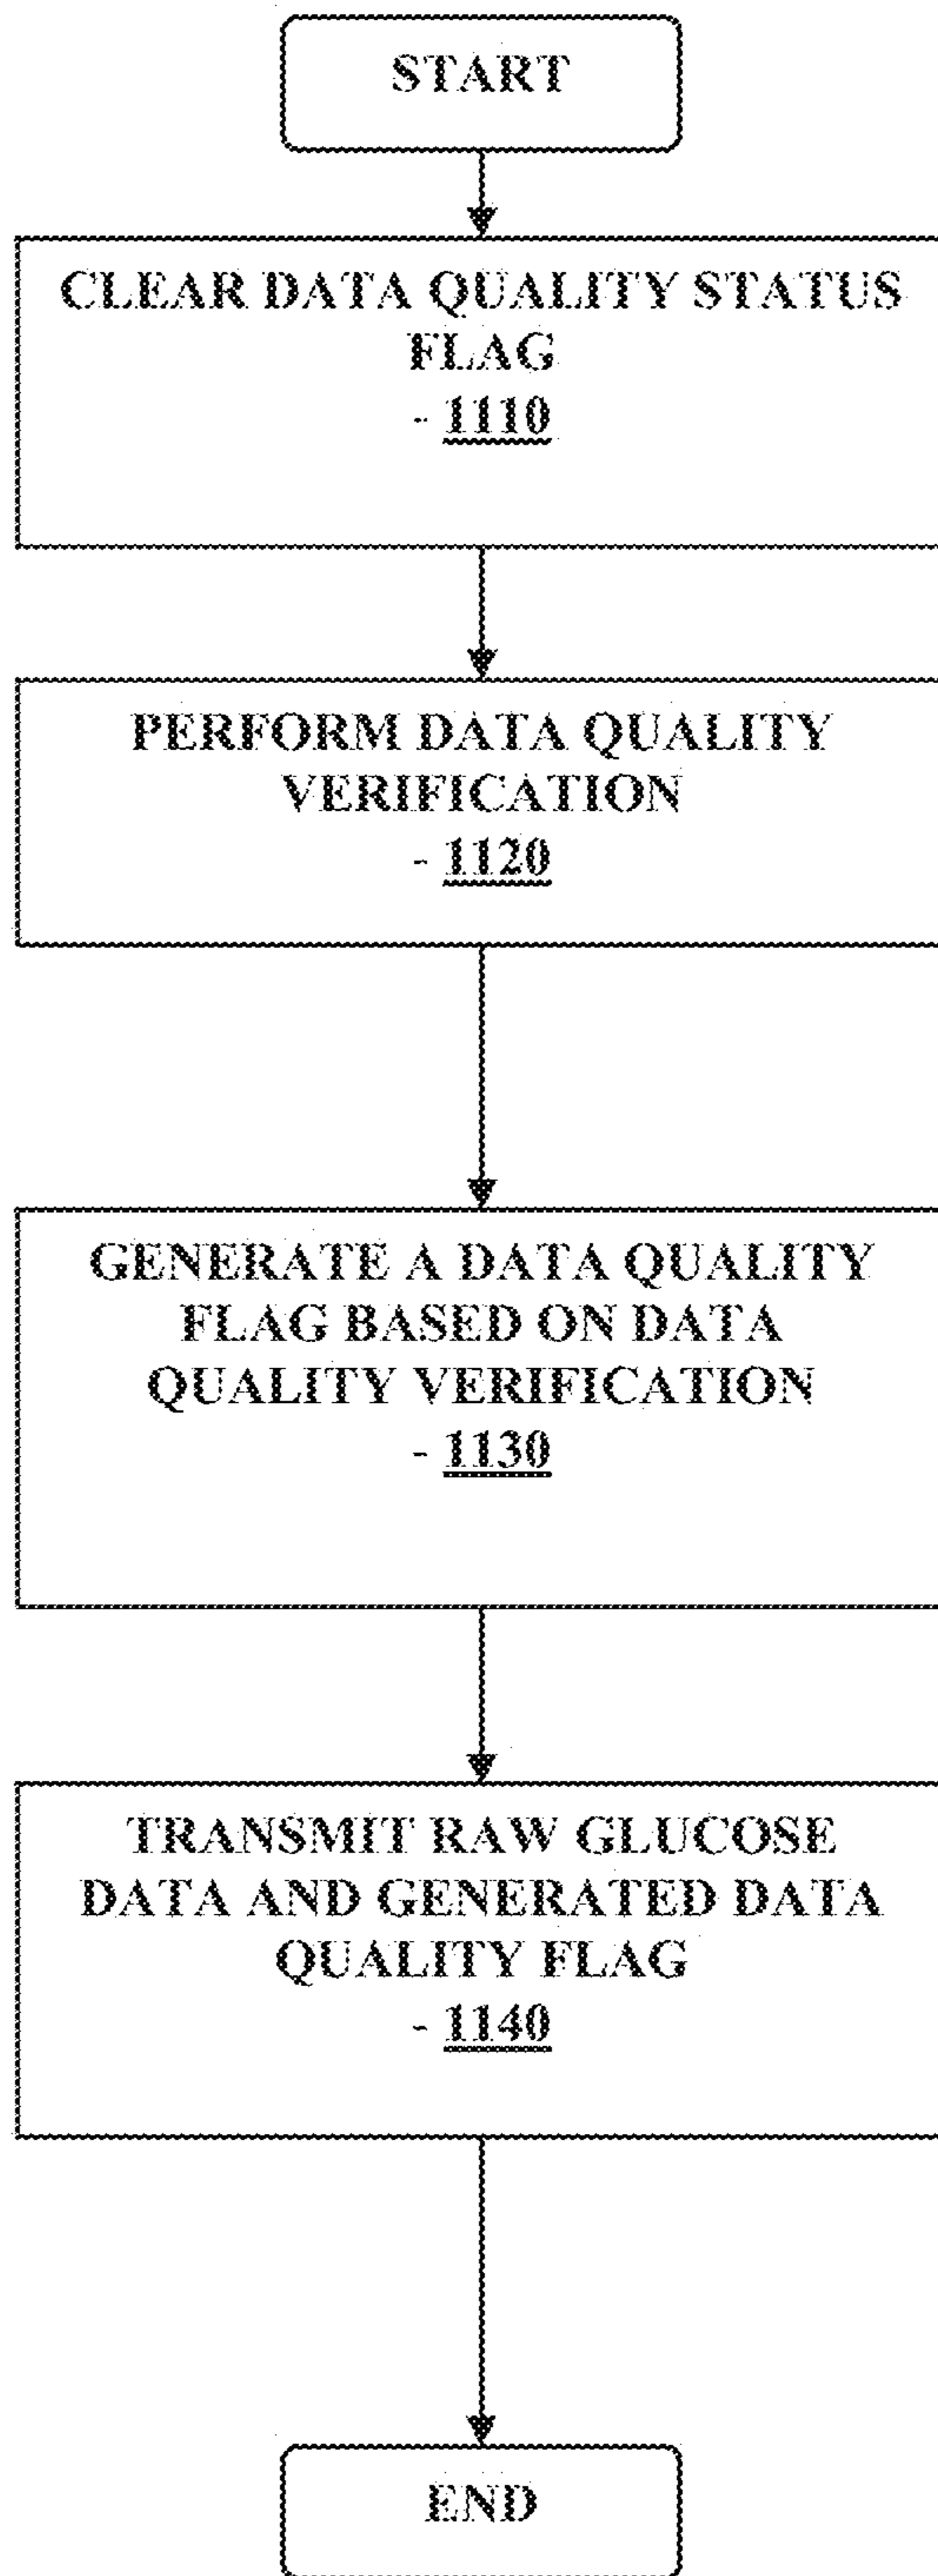 START
CLEAR DATA QUALITY STATUS
FLAG
- 1110
PERFORM DATA QUALITY
VERIFICATION
- 1120
GENERATE A DATA QUALITY
FLAG BASED ON DATA
QUALITY VERIFICATION
- 1130
TRANSMIT RAW GLUCOSE
DATA AND GENERATED DATA
QUALITY FLAG
- 1140
END